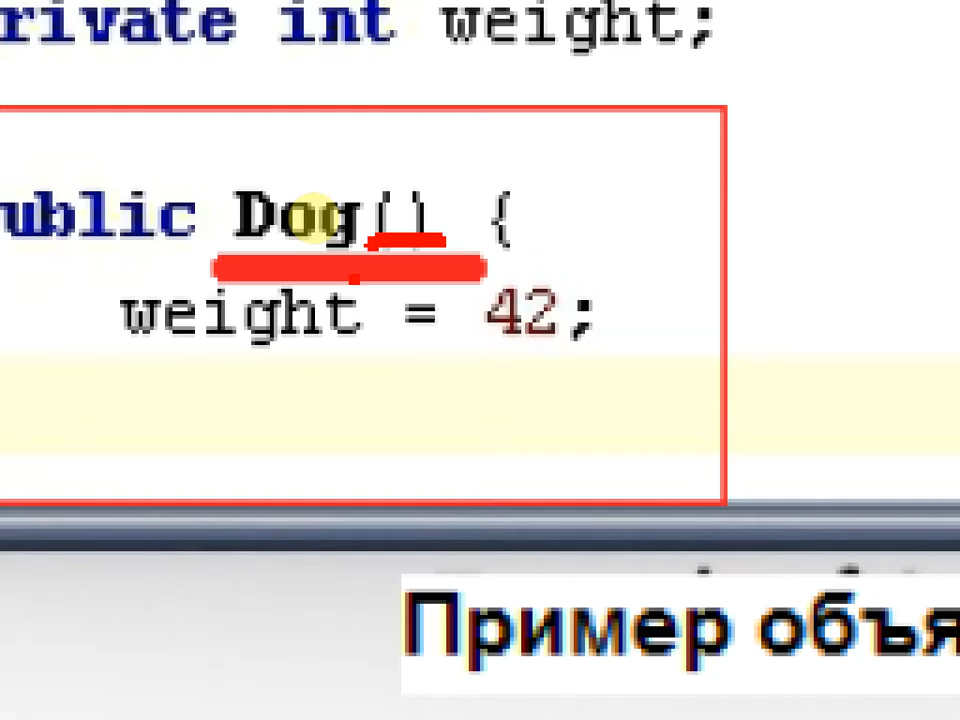 rivate int weight;
ublic Dog() {
weight = 42;
Пример объя